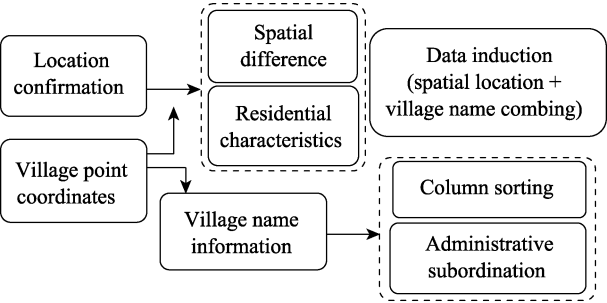 Location
confirmation
Spatial
difference
Residential
characteristics
Data induction
(spatial location +
village name combing)
Village point
coordinates
Village name
information
Column sorting
Administrative
subordination